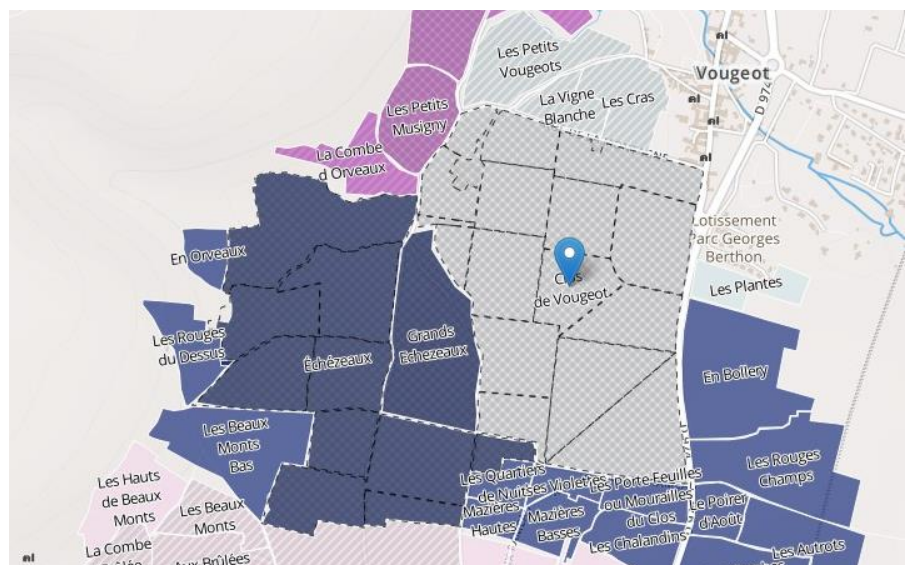 Les Petits
Vougeots
Vougeot
D 974
La Vigne
Blanche
Les Cras
Les Petits
Musigny
La Combe
d Orveaux
Lotissement
Parc Georges
Berthon
En Orveaux
Clos
de Vougeot
Les Plantes
Les Rouges
du Dessus
Échézeaux
Grands
Echezeaux
En Bollery
Les Beaux
Monts
Bas
D 974
Les Hauts
de Beaux
Monts
Les Beaux
Monts
Les Quartiers
de Nuits
es Violettes
Les Porte Feuilles
ou Murailles
du Clos
Les Rouges
Champs
Mazières
Hautes
Mazières
Basses
Le Poirer
d'Août
Les Chalandins
Les Autrots
La Combe
Aux Brûlées